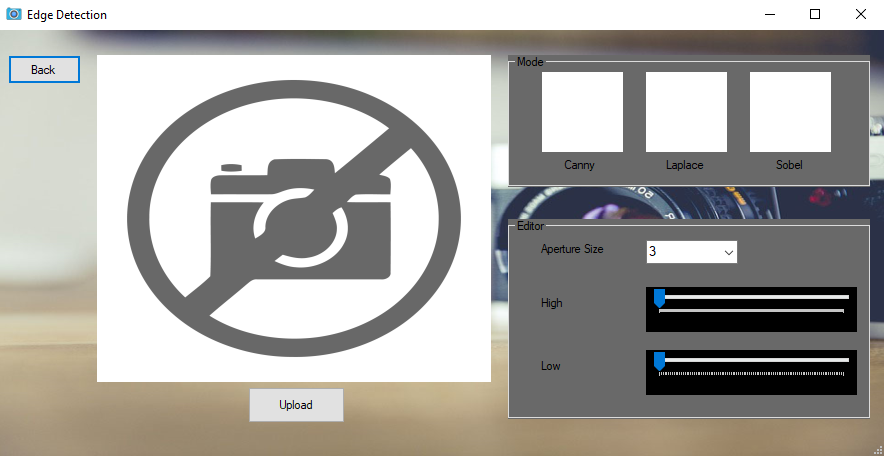 Edge Detection
Back
Mode
Canny
Laplace
Sobel
Editor
Aperture Size
3
High
Low
Upload